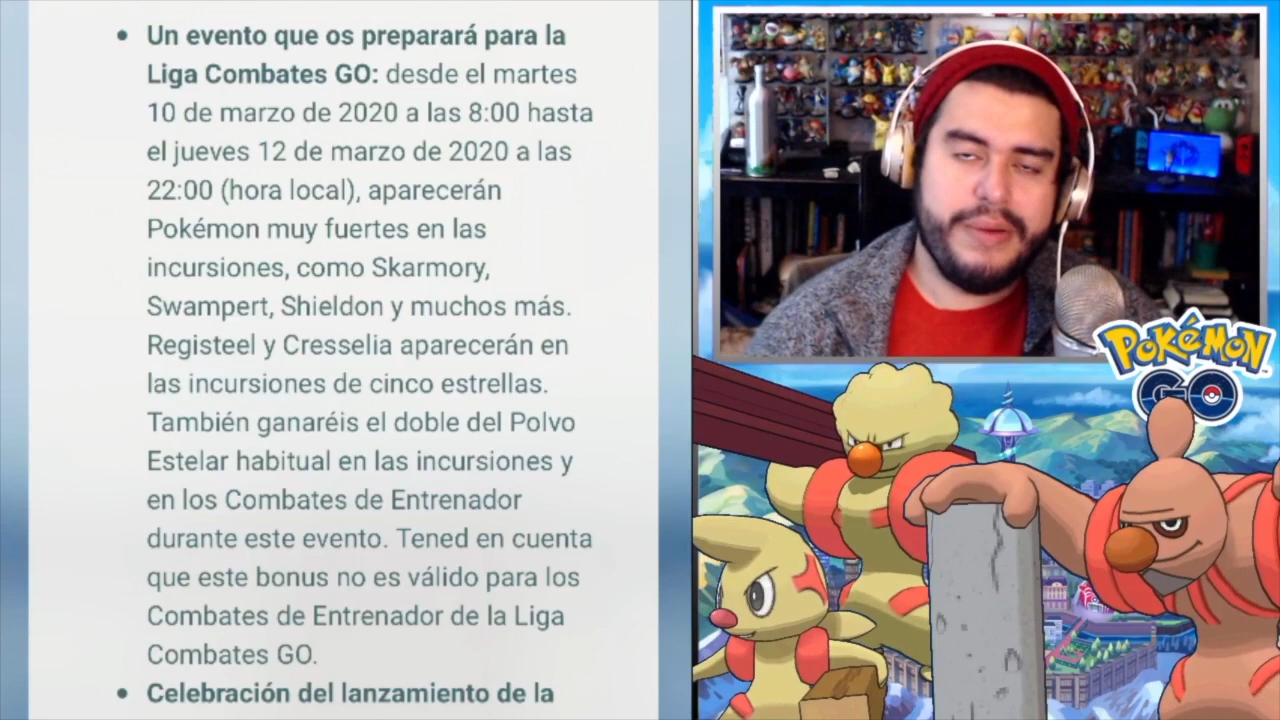 Un evento que os preparará para la
Liga Combates GO: desde el martes
10 de marzo de 2020 a las 8:00 hasta
el jueves 12 de marzo de 2020 a las
22:00 (hora local), aparecerán
Pokémon muy fuertes en las
incursiones, como Skarmory,
Swampert, Shieldon y muchos más.
Registeel y Cresselia aparecerán en
las incursiones de cinco estrellas.
También ganaréis el doble del Polvo
Estelar habitual en las incursiones y
en los Combates de Entrenador
durante este evento. Tened en cuenta
que este bonus no es válido para los
Combates de Entrenador de la Liga
Combates GO.
Celebración del lanzamiento de la
POKéMON
GO